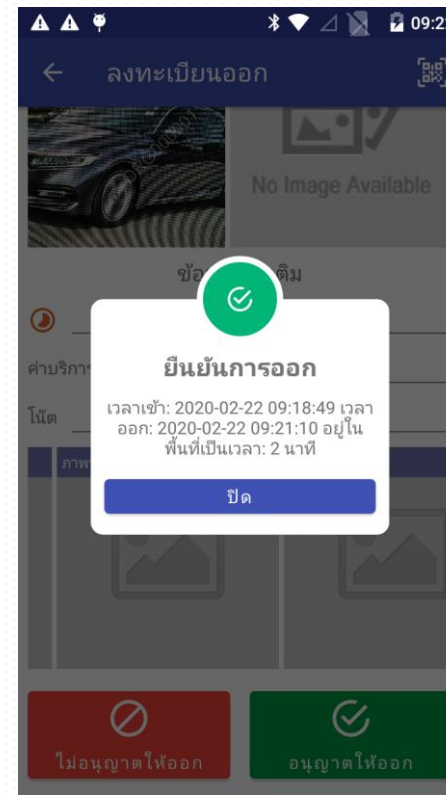 09:2
ลงทะเบียนออก
No Image Available
ค่าบริการ
โน๊ต
ภาพ
ยืนยันการออก
เวลาเข้า: 2020-02-22 09:18:49 เวลา
ออก: 2020-02-22 09:21:10 อยู่ใน
พื้นที่เป็นเวลา: 2 นาที
ปิด
ไม่อนุญาตให้ออก
อนุญาตให้ออก